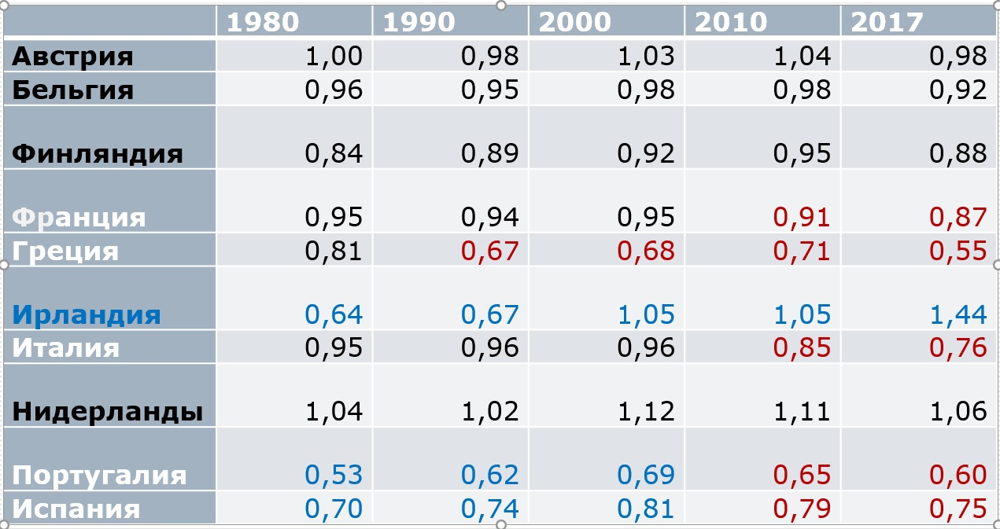 1980 1990 2000 2010 2017
Австрия 1,00 0,98 1,03 1,04 0,98
Бельгия 0,96 0,95 0,98 0,98 0,92
Финляндия 0,84 0,89 0,92 0,95 0,88
Франция 0,95 0,94 0,95 0,91 0,87
Греция 0,81 0,67 0,68 0,71 0,55
Ирландия 0,64 0,67 1,05 1,05 1,44
Италия 0,95 0,96 0,96 0,85 0,76
Нидерланды 1,04 1,02 1,12 1,11 1,06
Португалия 0,53 0,62 0,69 0,65 0,60
Испания 0,70 0,74 0,81 0,79 0,75